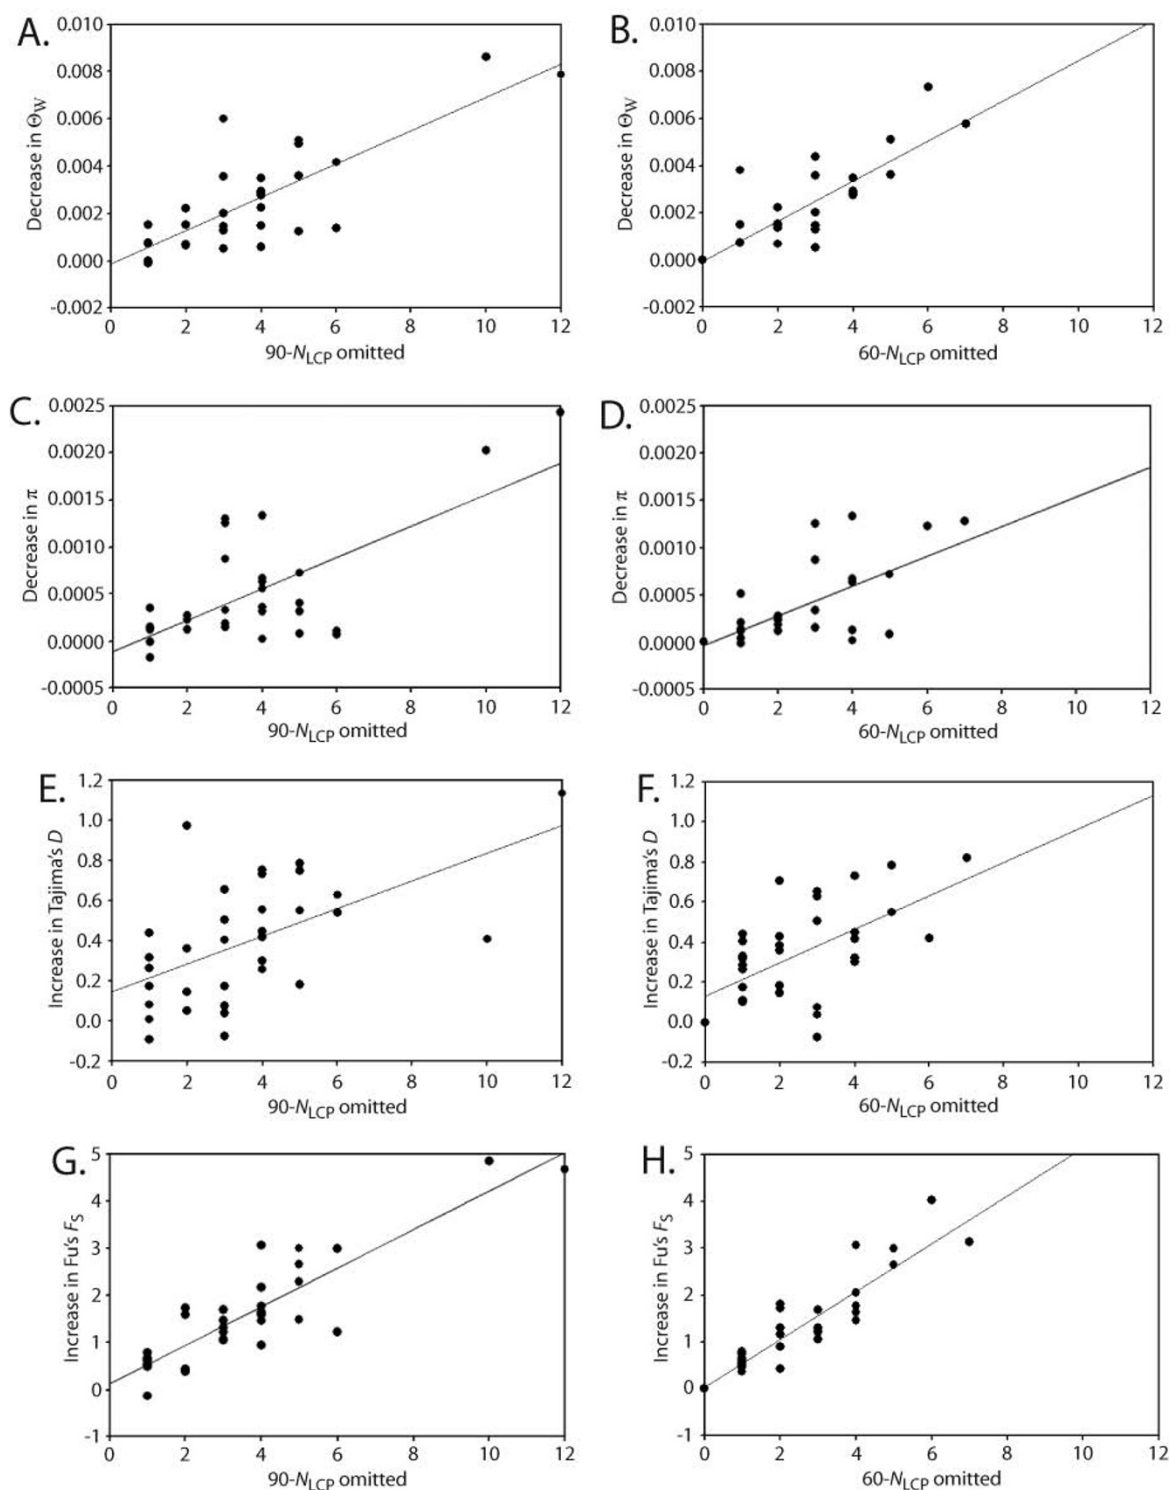 A.
0.010
0.008
0.006
0.004
0.002
0.000
-0.002
Decrease in ΘW
0 2 4 6 8 10 12
90-NLCP omitted
B.
0.010
0.008
0.006
0.004
0.002
0.000
-0.002
Decrease in ΘW
0 2 4 6 8 10 12
60-NLCP omitted
C.
0.0025
0.0020
0.0015
0.0010
0.0005
0.0000
-0.0005
Decrease in π
0 2 4 6 8 10 12
90-NLCP omitted
D.
0.0025
0.0020
0.0015
0.0010
0.0005
0.0000
-0.0005
Decrease in π
0 2 4 6 8 10 12
60-NLCP omitted
E.
1.2
1.0
0.8
0.6
0.4
0.2
0.0
-0.2
Increase in Tajima's D
0 2 4 6 8 10 12
90-NLCP omitted
F.
1.2
1.0
0.8
0.6
0.4
0.2
0.0
-0.2
Increase in Tajima's D
0 2 4 6 8 10 12
60-NLCP omitted
G.
5
4
3
2
1
0
-1
Increase in Fu's FS
0 2 4 6 8 10 12
90-NLCP omitted
H.
5
4
3
2
1
0
-1
Increase in Fu's FS
0 2 4 6 8 10 12
60-NLCP omitted